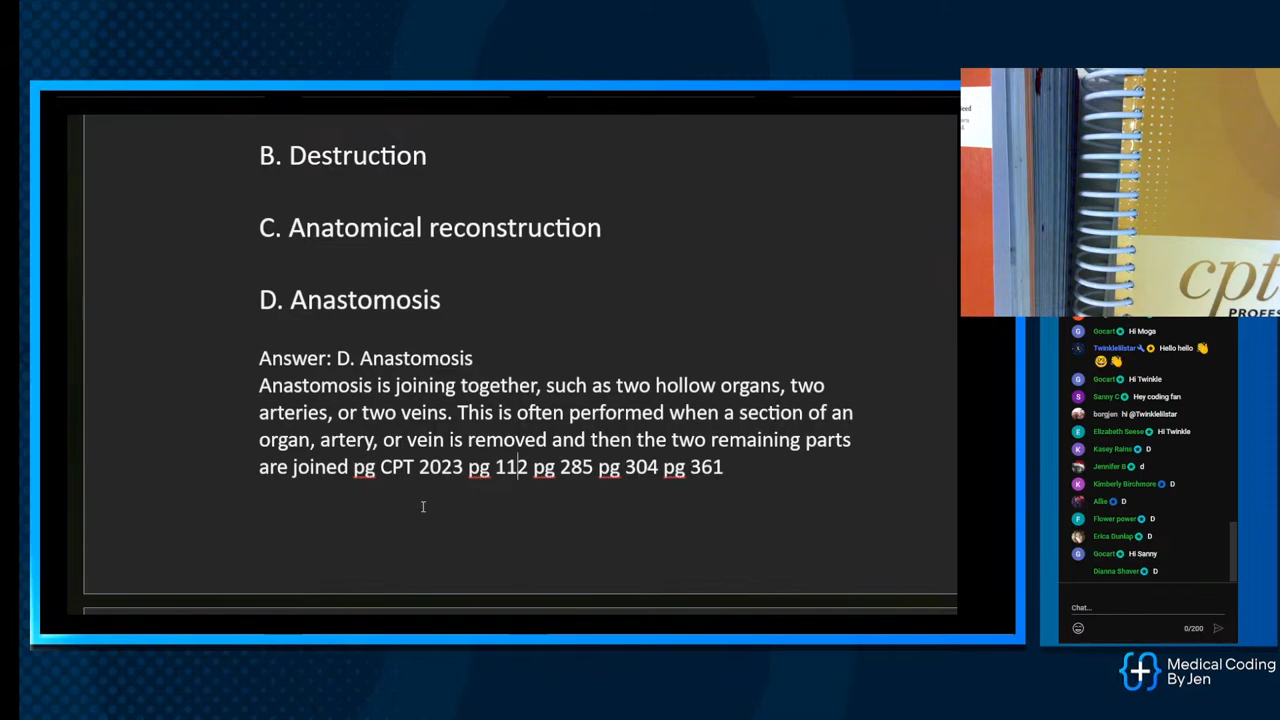 B. Destruction
C. Anatomical reconstruction
D. Anastomosis
Answer: D. Anastomosis
Anastomosis is joining together, such as two hollow organs, two
arteries, or two veins. This is often performed when a section of an
organ, artery, or vein is removed and then the two remaining parts
are joined pg CPT 2023 pg 112 pg 285 pg 304 pg 361
cpt
PROFES
Gocart Hi Moga
Twinklelilstar Hello hello
Gocart Hi Twinkle
Sanny C Hey coding fan
borgjen hi @Twinklelilstar
Elizabeth Seese Hi Twinkle
Kasey Rains D
Jennifer B d
Kimberly Birchmore D
Allie D
Flower power D
Erica Dunlap D
Gocart Hi Sanny
Dianna Shaver D
Chat...
0/200
Medical Coding
By Jen